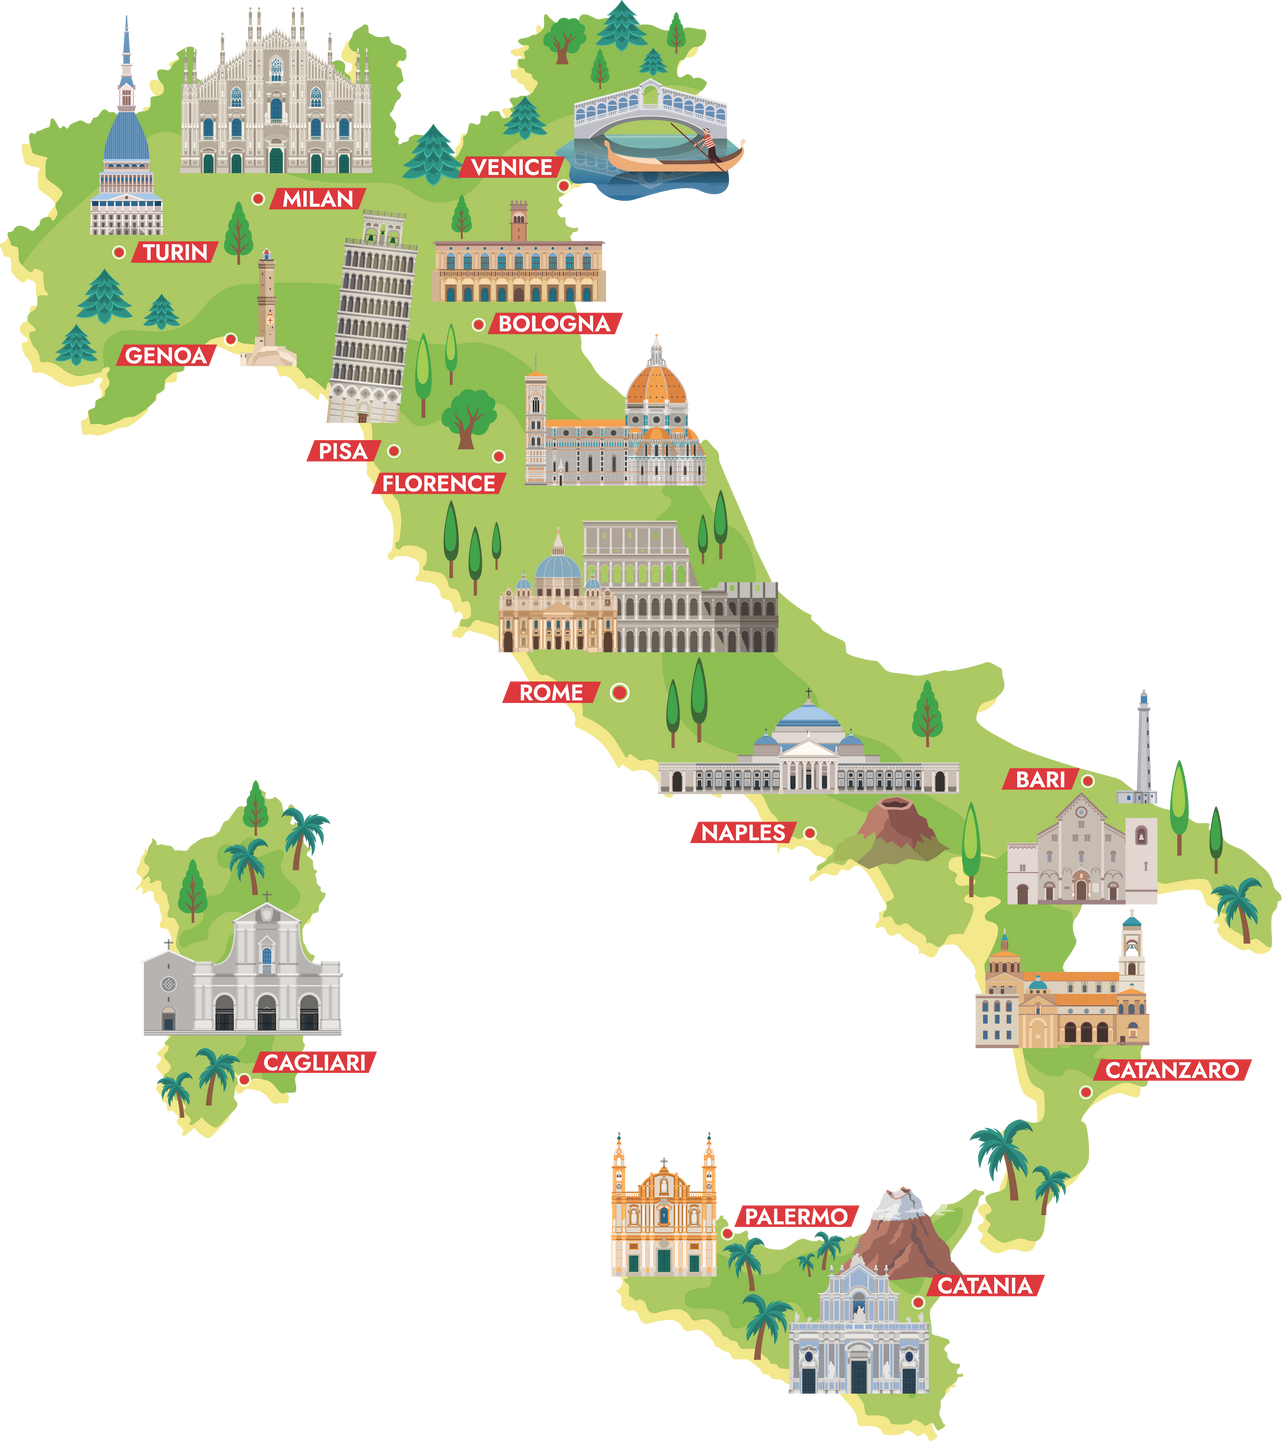 VENICE
MILAN
TURIN
BOLOGNA
GENOA
PISA
FLORENCE
ROME
BARI
NAPLES
CAGLIARI
CATANZARO
PALERMO
CATANIA